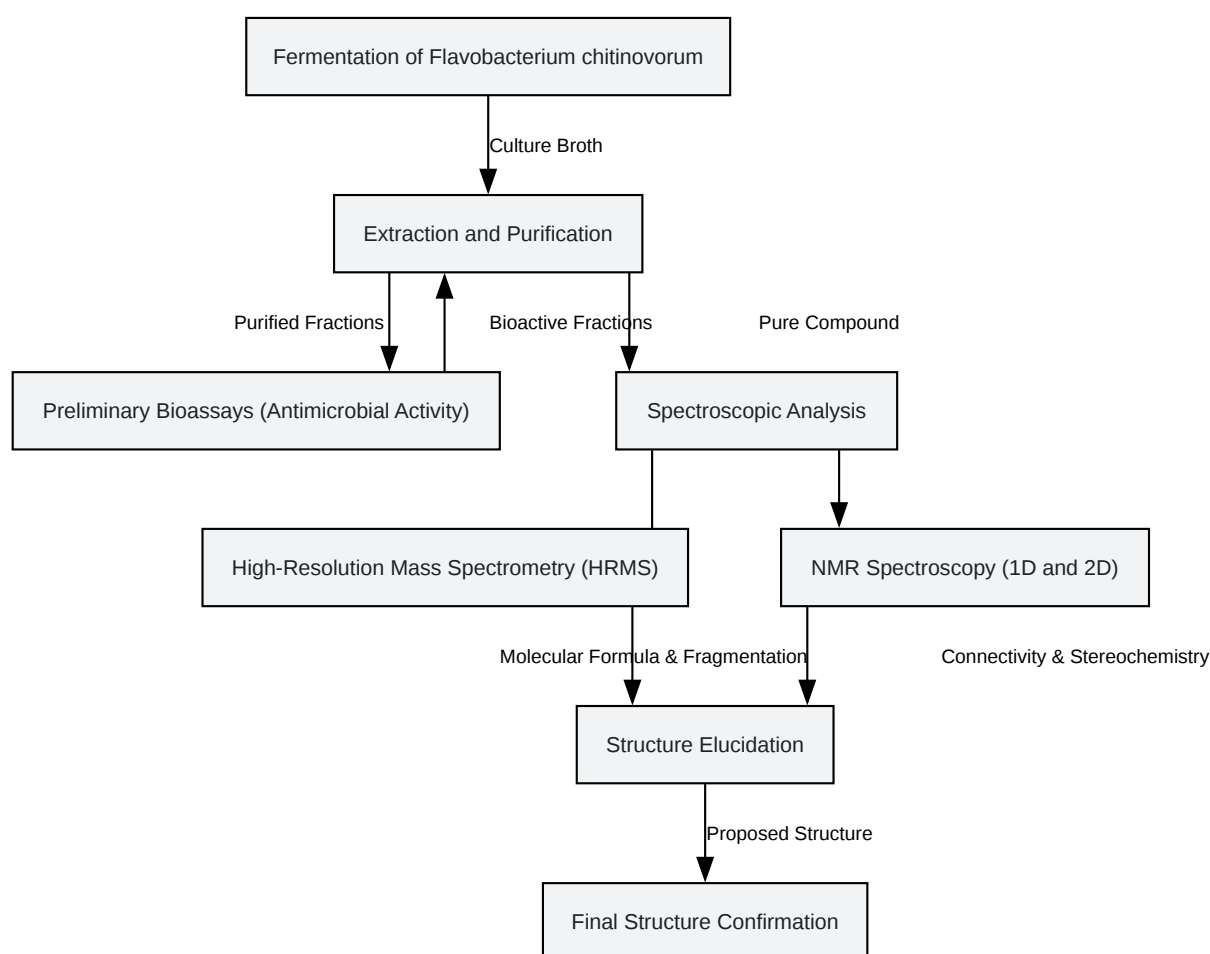 Fermentation of Flavobacterium chitinovorum
Culture Broth
Extraction and Purification
Purified Fractions
Bioactive Fractions
Pure Compound
Preliminary Bioassays (Antimicrobial Activity)
Spectroscopic Analysis
High-Resolution Mass Spectrometry (HRMS)
NMR Spectroscopy (1D and 2D)
Molecular Formula & Fragmentation
Connectivity & Stereochemistry
Structure Elucidation
Proposed Structure
Final Structure Confirmation